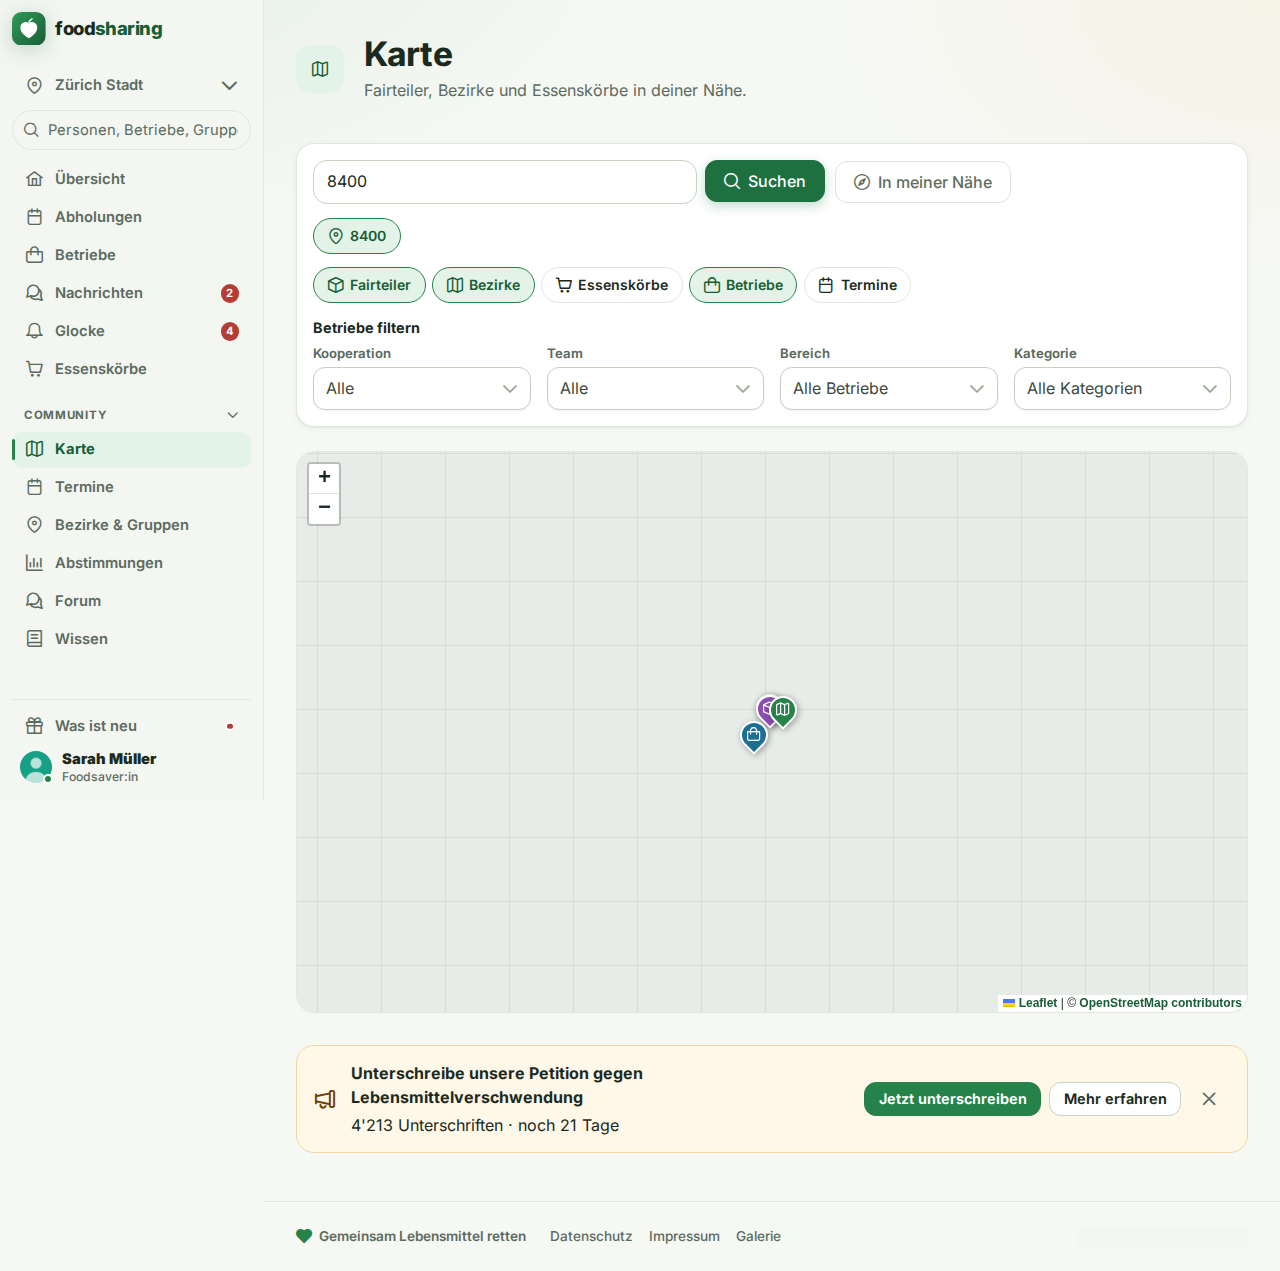 foodsharing
Zürich Stadt
Personen, Betriebe, Grupp
Übersicht
Abholungen
Betriebe
Nachrichten 2
Glocke 4
Essenskörbe
COMMUNITY
Karte
Termine
Bezirke & Gruppen
Abstimmungen
Forum
Wissen
Was ist neu
Sarah Müller
Foodsaver:in
Karte
Fairteiler, Bezirke und Essenskörbe in deiner Nähe.
8400 Suchen In meiner Nähe
8400
Fairteiler Bezirke Essenskörbe Betriebe Termine
Betriebe filtern
Kooperation Team Bereich Kategorie
Alle Alle Alle Betriebe Alle Kategorien
+
−
Leaflet | © OpenStreetMap contributors
Unterschreibe unsere Petition gegen
Lebensmittelverschwendung
4'213 Unterschriften · noch 21 Tage
Jetzt unterschreiben Mehr erfahren
Gemeinsam Lebensmittel retten Datenschutz Impressum Galerie